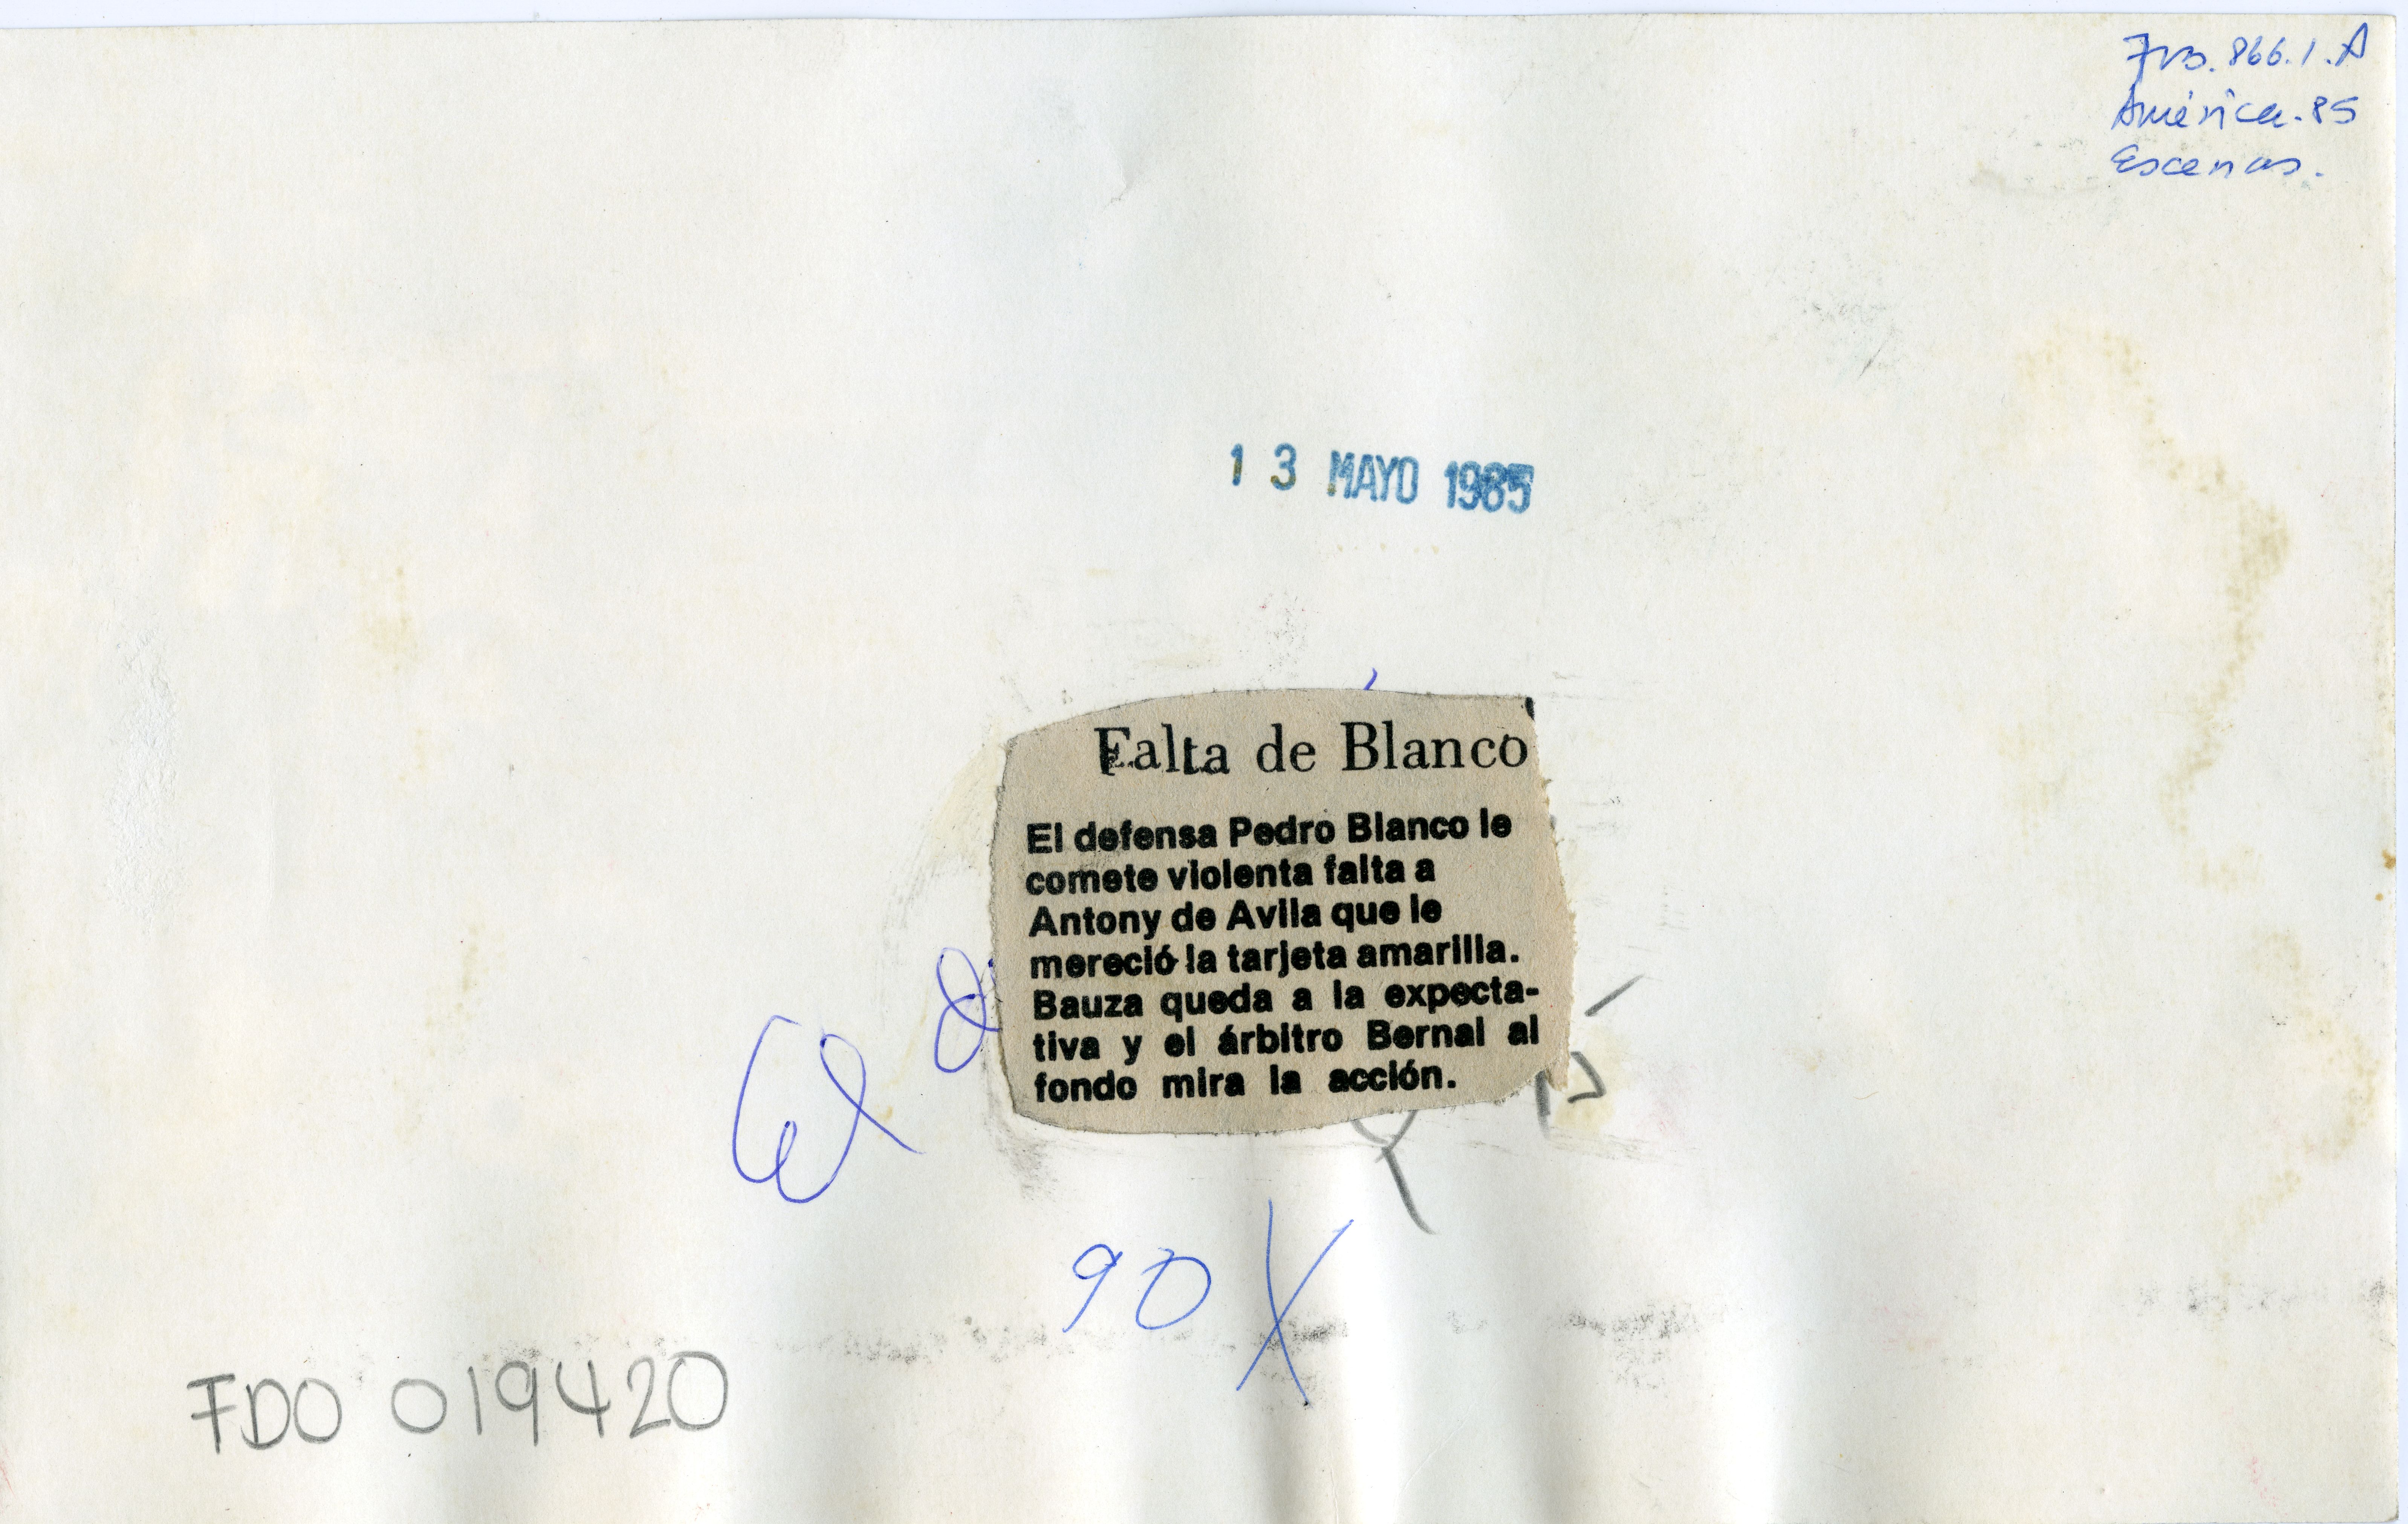 866.1.A
América-85
Escenas.
13 MAYO 1985
Falta de Blanco
El defensa Pedro Blanco le
comete violenta falta a
Antony de Avila que le
mereció la tarjeta amarilla.
Bauza queda a la expecta-
tiva y el árbitro Bernal al
fondo mira la acción.
El
90 X
FDO 019420